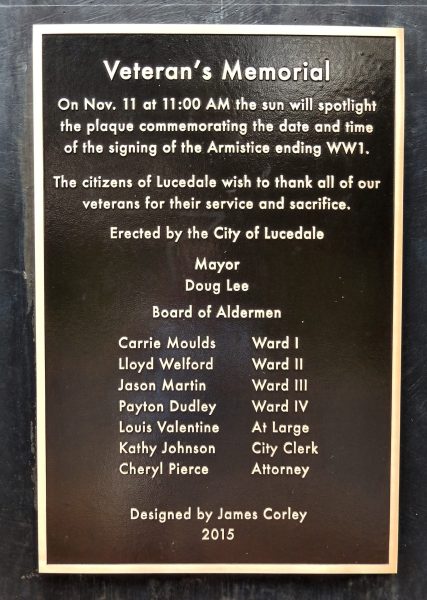 Veteran's Memorial
On Nov. 11 at 11:00 AM the sun will spotlight
the plaque commemorating the date and time
of the signing of the Armistice ending WW1.
The citizens of Lucedale wish to thank all of our
veterans for their service and sacrifice.
Erected by the City of Lucedale
Mayor
Doug Lee
Board of Aldermen
Carrie Moulds Ward I
Lloyd Welford Ward II
Jason Martin Ward III
Payton Dudley Ward IV
Louis Valentine At Large
Kathy Johnson City Clerk
Cheryl Pierce Attorney
Designed by James Corley
2015